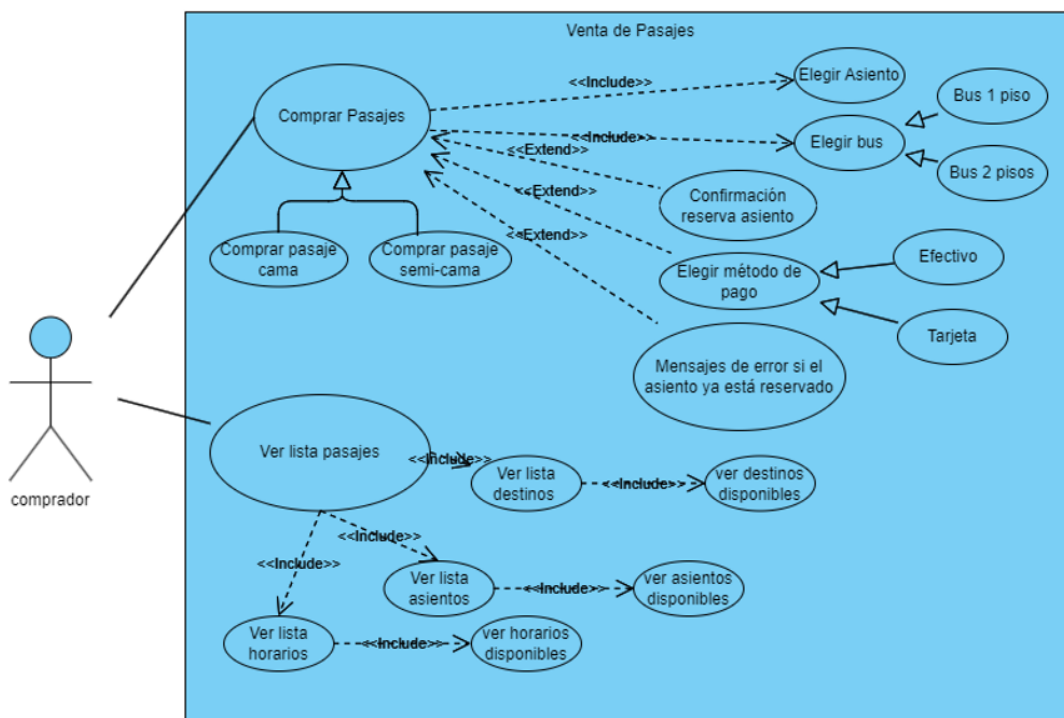 Venta de Pasajes
Comprar Pasajes
<<Include>>
Elegir Asiento
Bus 1 piso
<<Include>>
Elegir bus
<<Extend>>
Bus 2 pisos
<<Extend>>
Confirmación
reserva asiento
<<Extend>>
Comprar pasaje
cama
Comprar pasaje
semi-cama
Elegir método de
pago
Efectivo
Tarjeta
Mensajes de error si el
asiento ya está reservado
Ver lista pasajes
<<Include>>
Ver lista
destinos
<<Include>>
ver destinos
disponibles
comprador
<<Include>>
<<Include>>
Ver lista
asientos
<<Include>>
ver asientos
disponibles
Ver lista
horarios
<<Include>>
ver horarios
disponibles